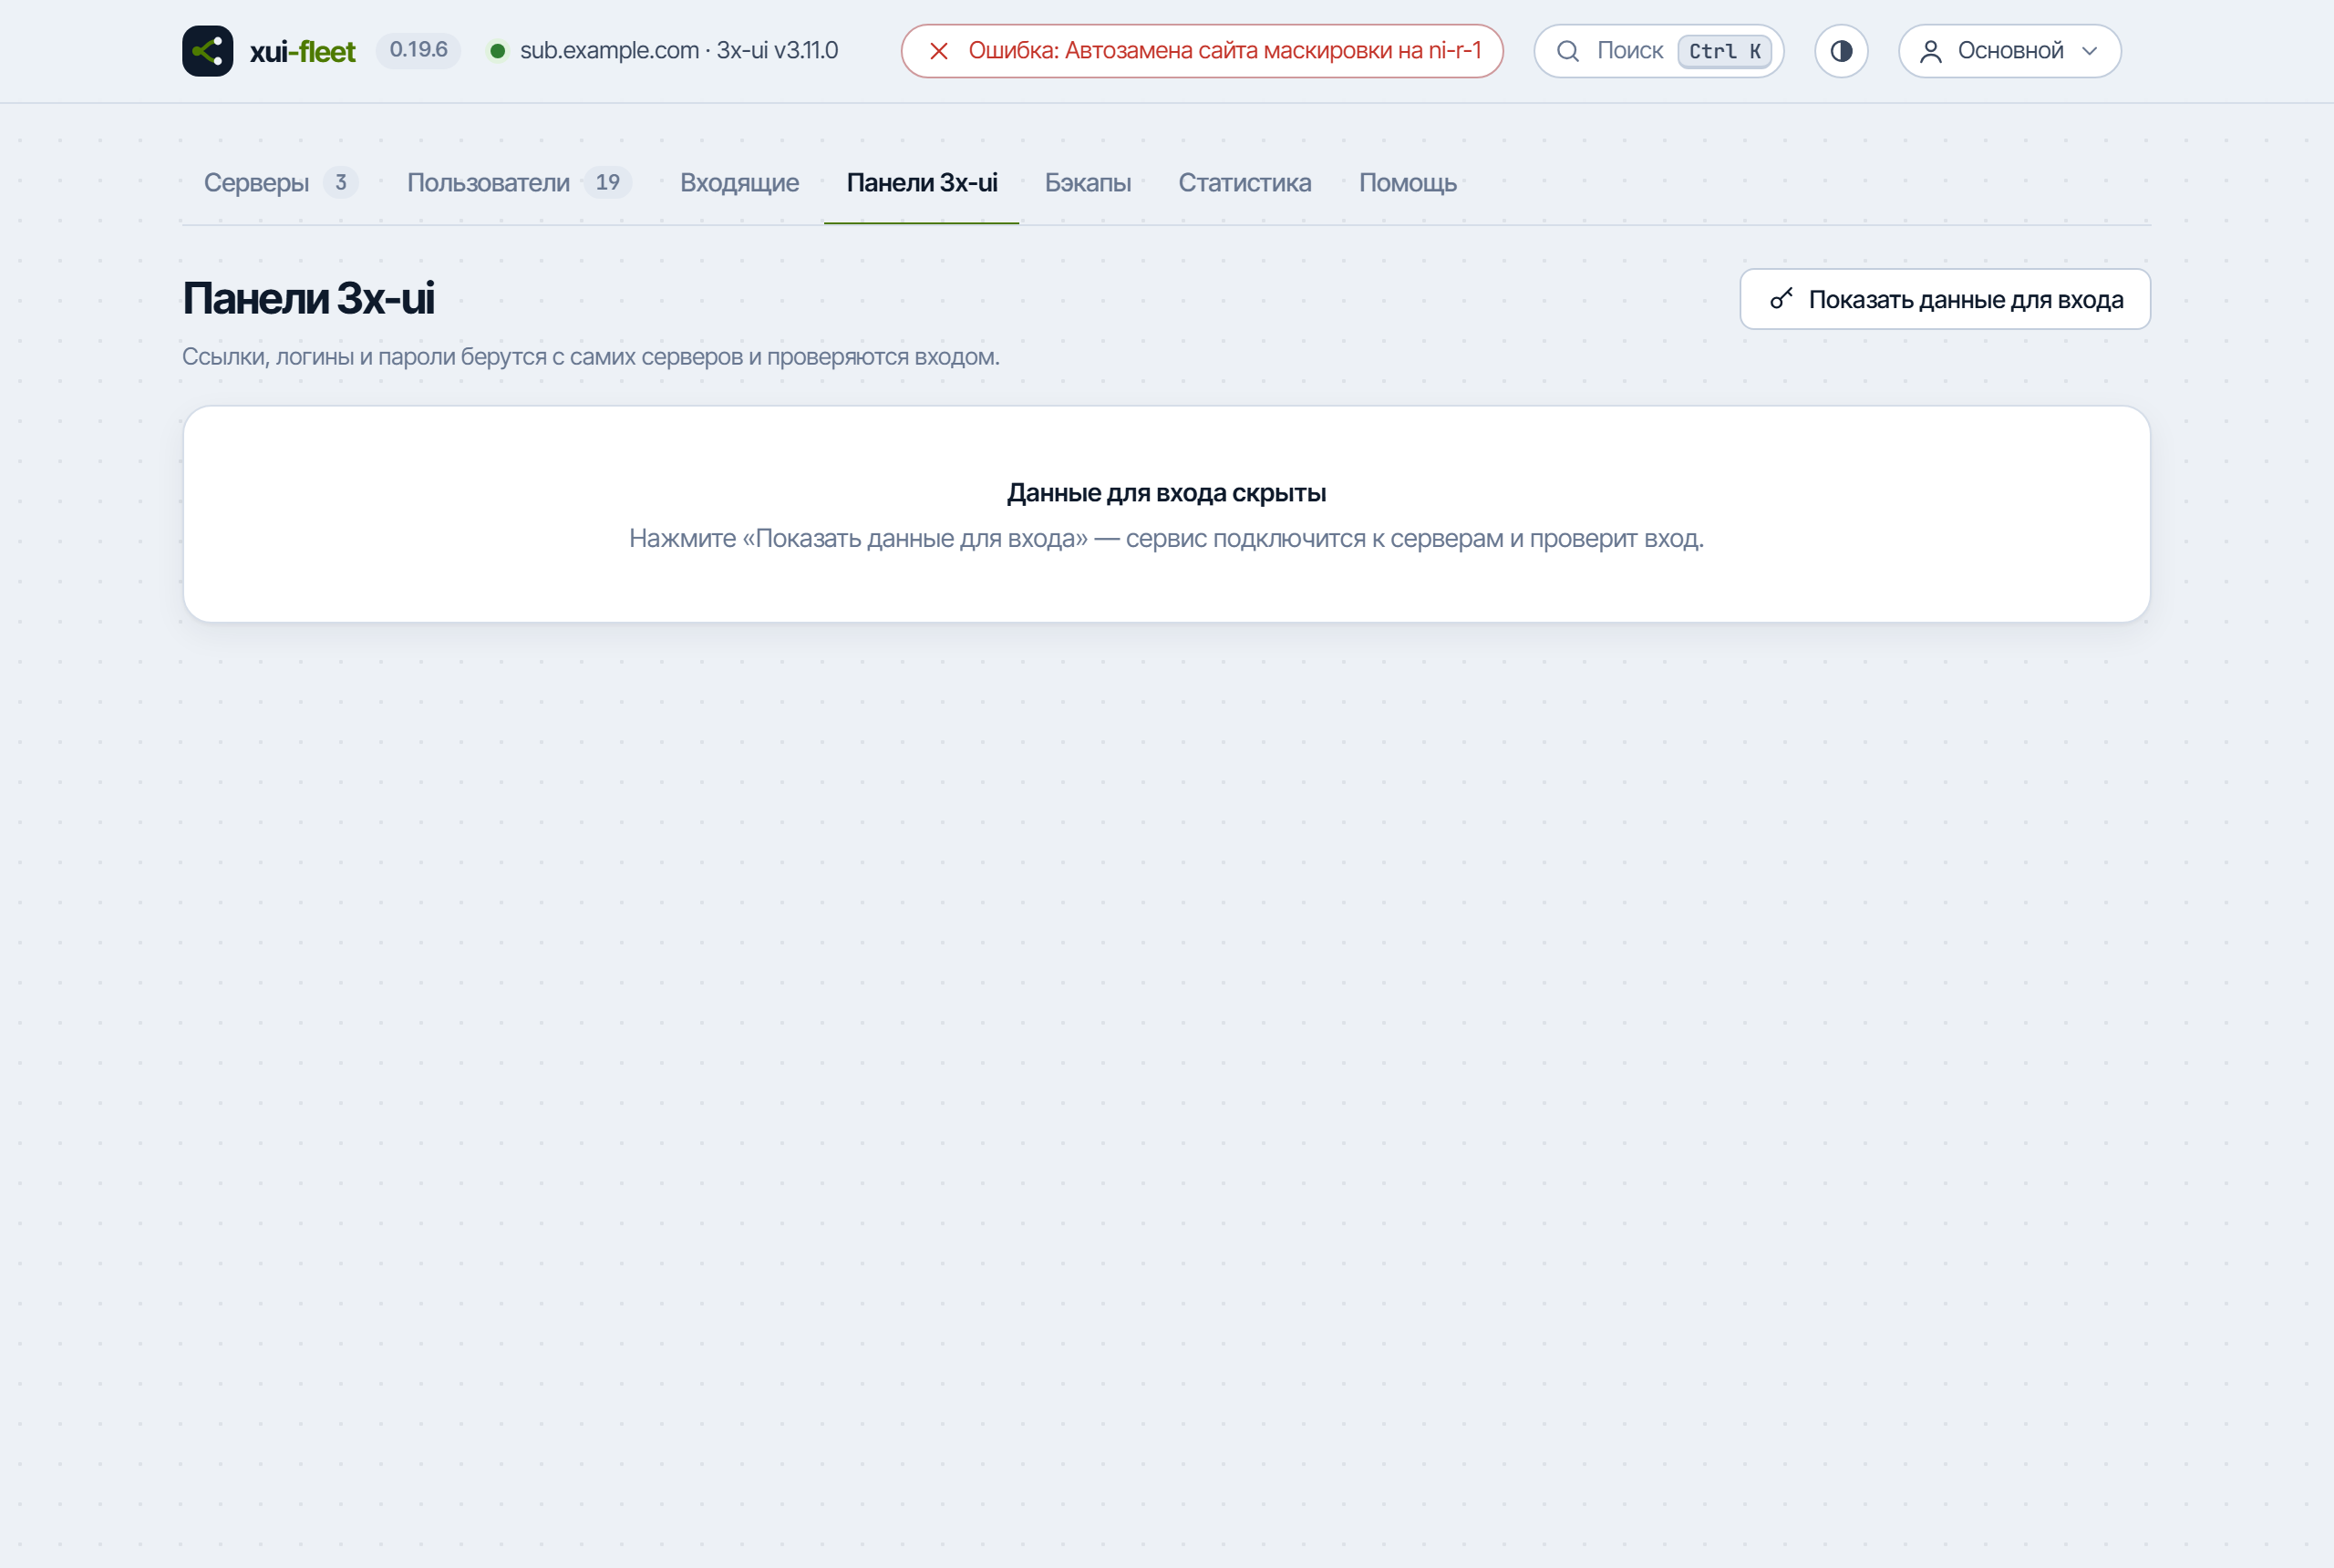 xui-fleet 0.19.6 sub.example.com · 3x-ui v3.11.0 Ошибка: Автозамена сайта маскировки на ni-r-1 Поиск Ctrl K Основной
Серверы 3 Пользователи 19 Входящие Панели 3x-ui Бэкапы Статистика Помощь
Панели 3x-ui
Показать данные для входа
Ссылки, логины и пароли берутся с самих серверов и проверяются входом.
Данные для входа скрыты
Нажмите «Показать данные для входа» — сервис подключится к серверам и проверит вход.